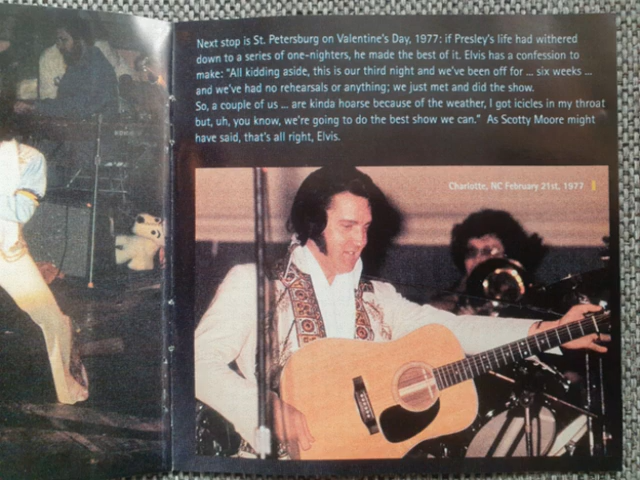 Next stop is St. Petersburg on Valentine's Day, 1977: if Presley's life had withered
down to a series of one-nighters, he made the best of it. Elvis has a confession to
make: "All kidding aside, this is our third night and we've been off for ... six weeks ...
and we've had no rehearsals or anything; we just met and did the show.
So, a couple of us ... are kinda hoarse because of the weather, I got icicles in my throat
but, uh, you know, we're going to do the best show we can." As Scotty Moore might
have said, that's all right, Elvis.
Charlotte, NC February 21st, 1977